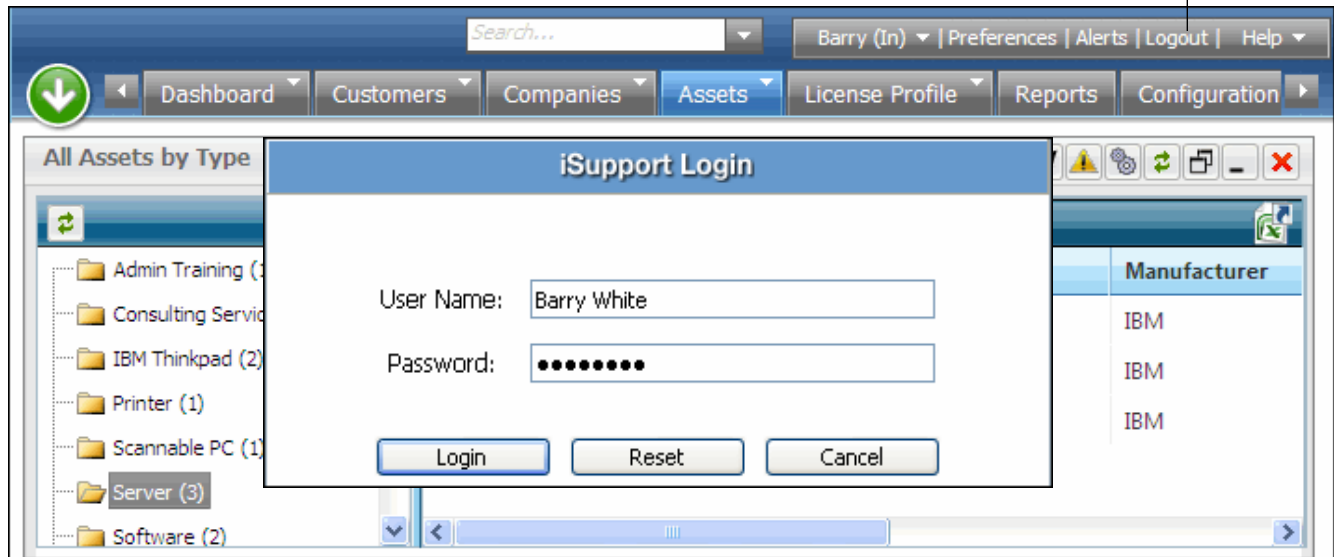 Search...
Barry (In) | Preferences | Alerts | Logout | Help
Dashboard Customers Companies Assets License Profile Reports Configuration
All Assets by Type
iSupport Login
Admin Training (
Manufacturer
User Name: Barry White
Consulting Servic
IBM
IBM Thinkpad (2)
Password: ●●●●●●●●
IBM
Printer (1)
IBM
Scannable PC (1)
Login Reset Cancel
Server (3)
Software (2)